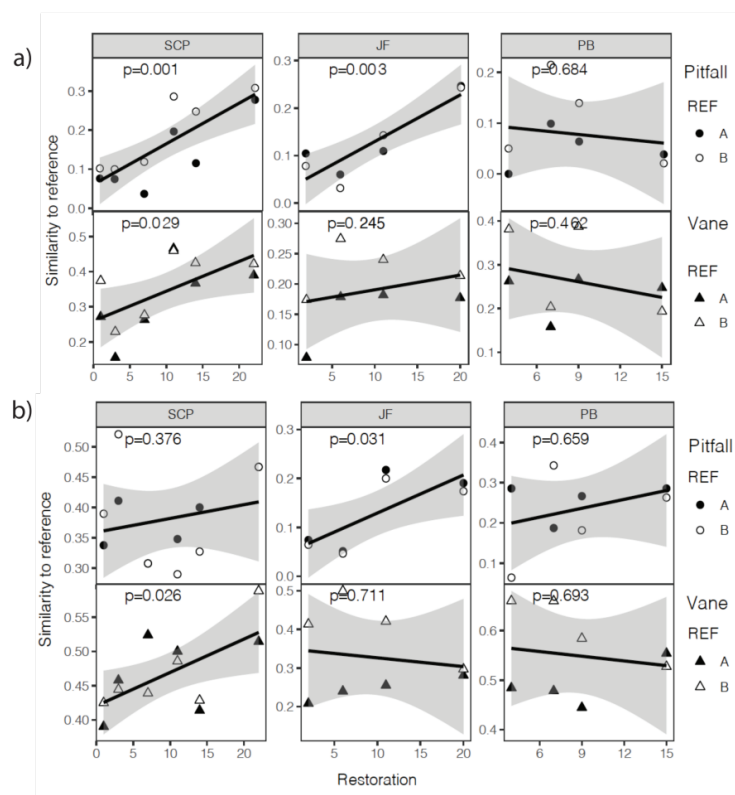 a)
SCP JF PB
p=0.001 p=0.003 p=0.684
0.3 0.2 0.1 0.0
0.3 0.2 0.1 0.0
0.2 0.1 0.0
Pitfall
REF
A
B
Similarity to reference
p=0.029 p=0.245 p=0.462
0.5 0.4 0.3 0.2
0.30 0.25 0.20 0.15 0.10
0.4 0.3 0.2 0.1
Vane
REF
A
B
0 5 10 15 20
5 10 15 20
6 9 12 15
b)
SCP JF PB
p=0.376 p=0.031 p=0.659
0.50 0.45 0.40 0.35 0.30
0.3 0.2 0.1 0.0
0.4 0.3 0.2 0.1
Pitfall
REF
A
B
Similarity to reference
p=0.026 p=0.711 p=0.693
0.55 0.50 0.45 0.40
0.5 0.4 0.3 0.2
0.6 0.5 0.4
Vane
REF
A
B
0 5 10 15 20
5 10 15 20
6 9 12 15
Restoration